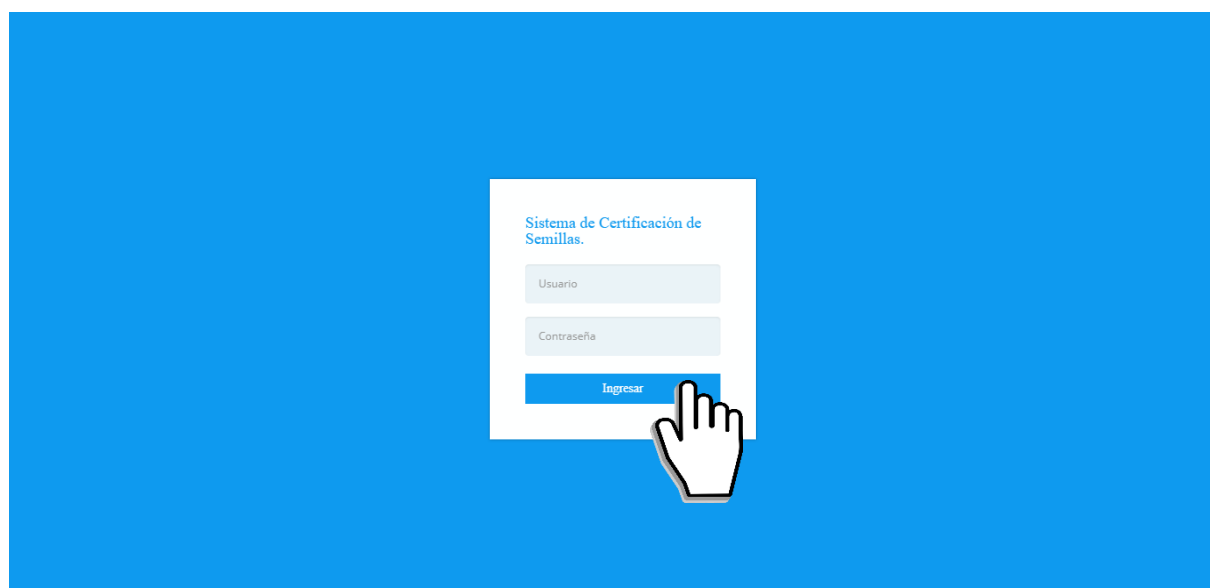 Sistema de Certificación de
Semillas.
Usuario
Contraseña
Ingresar